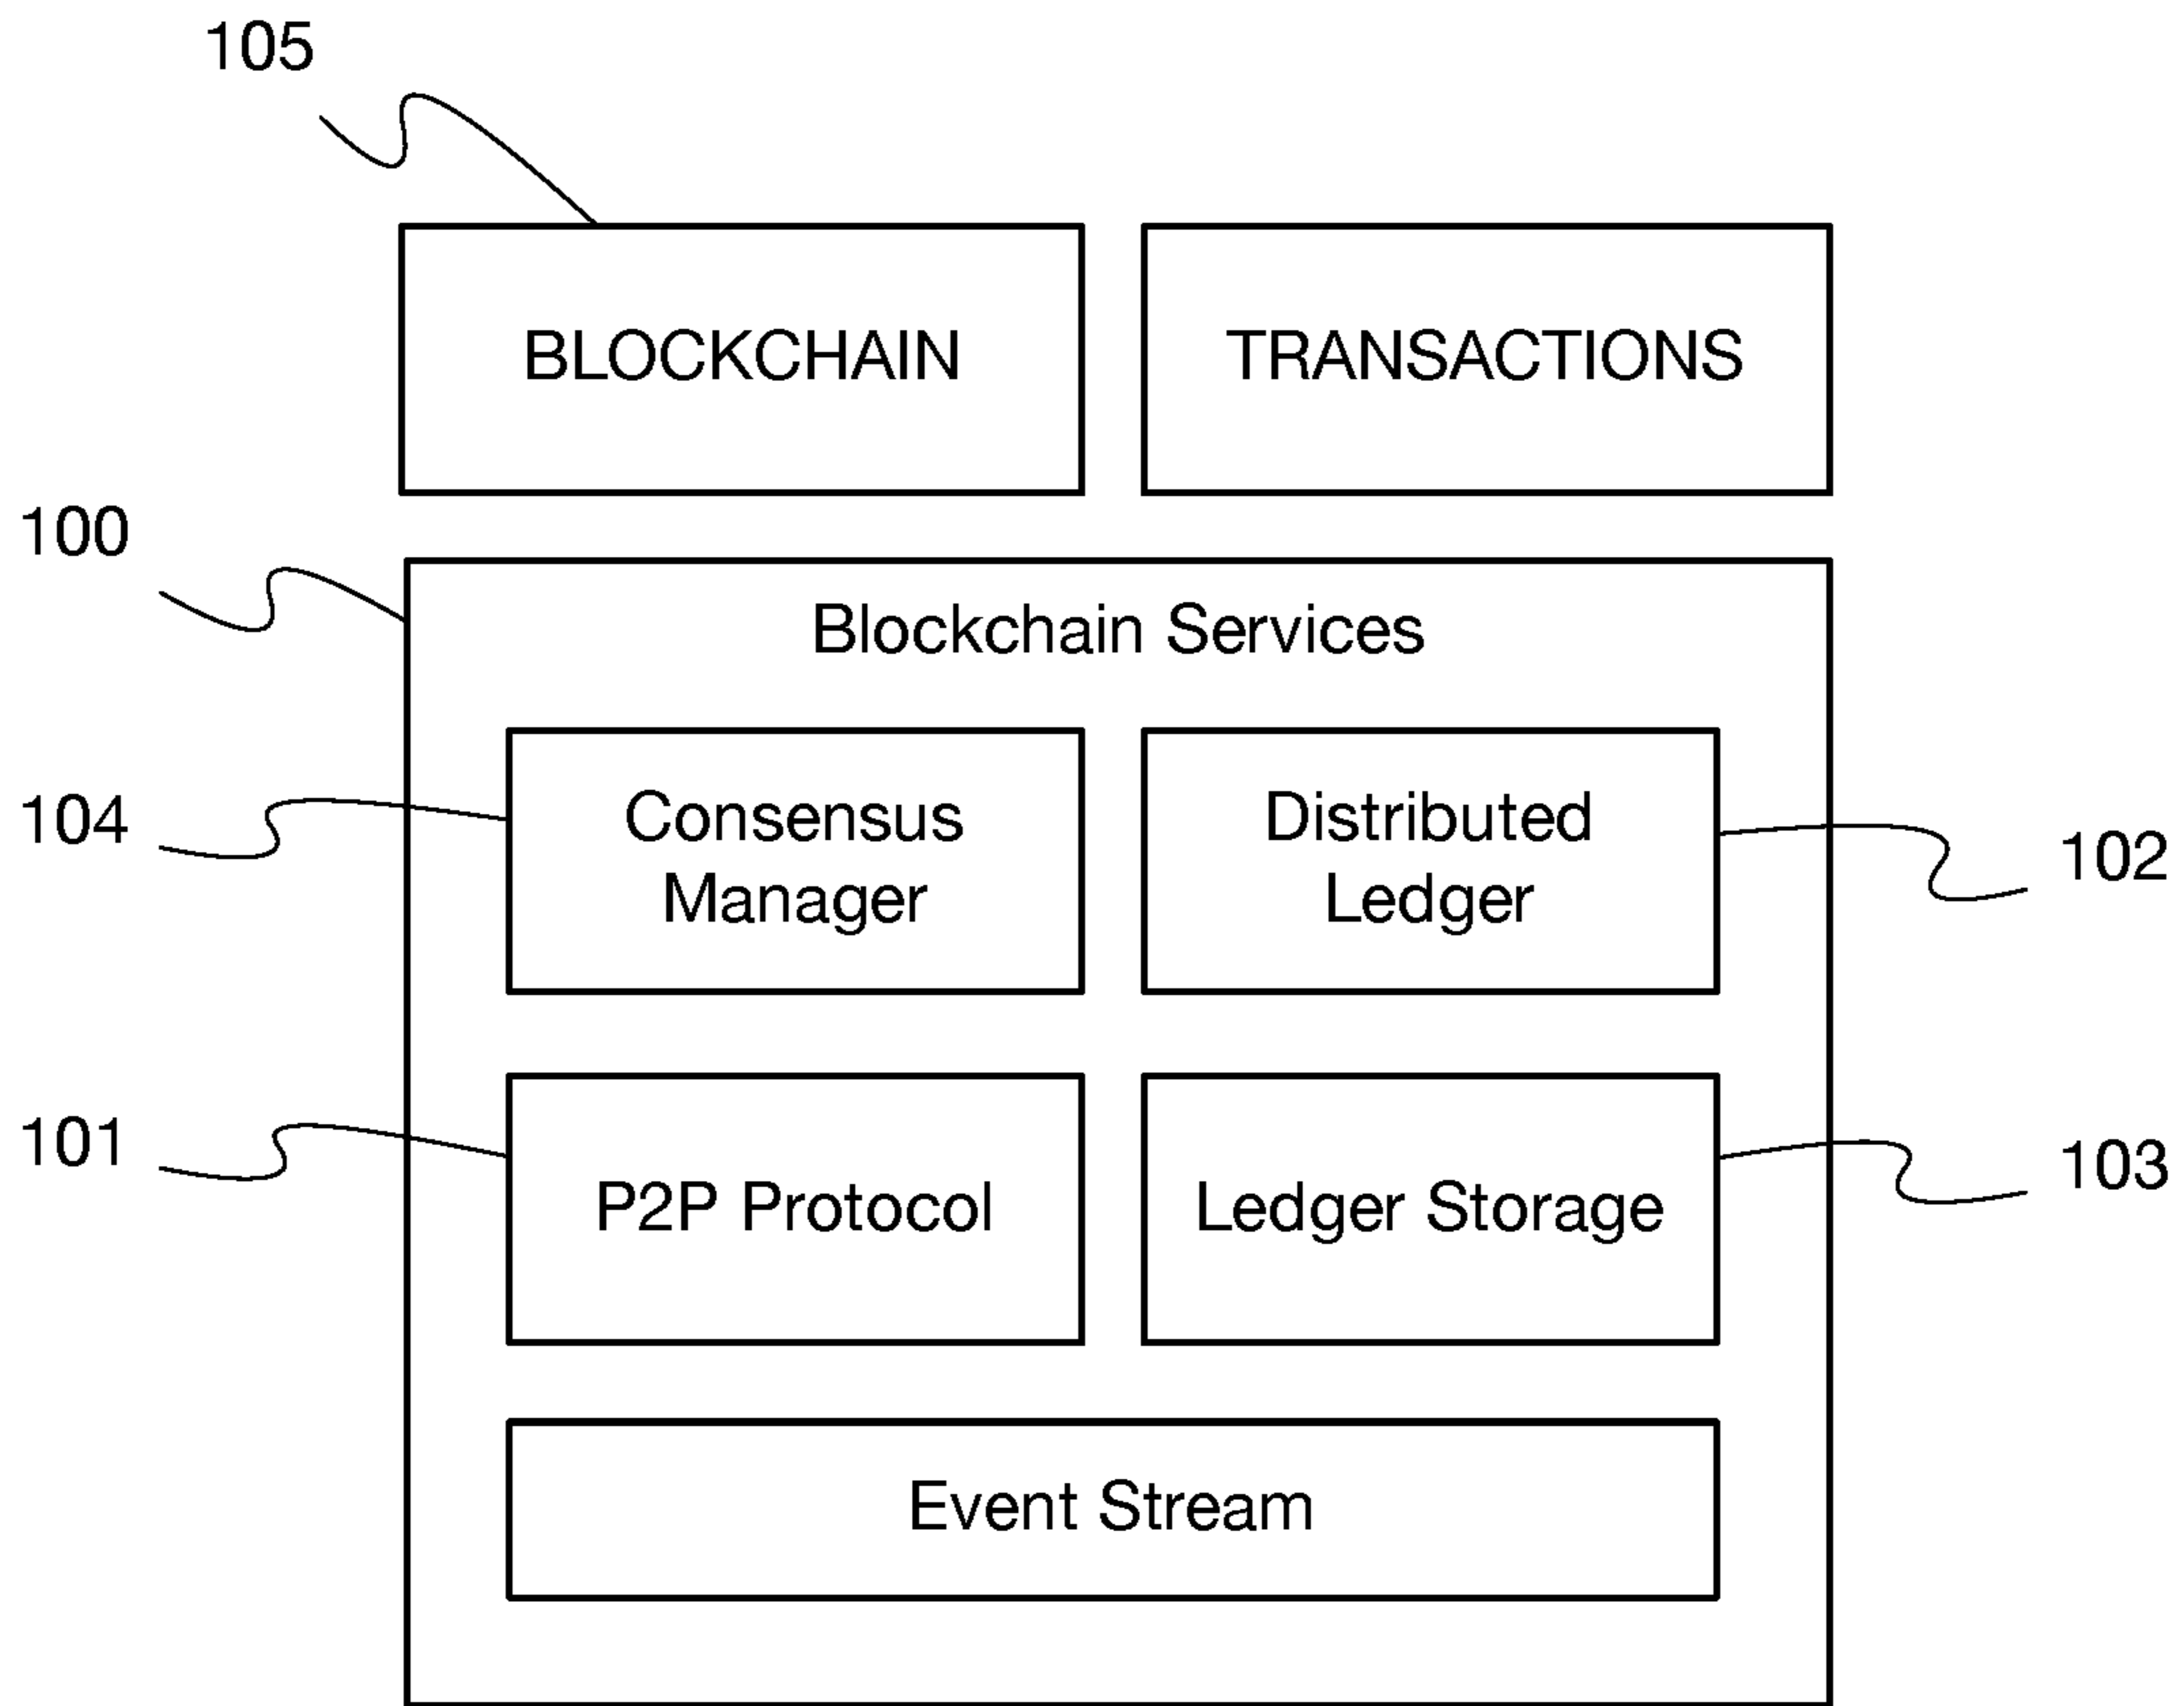 105
BLOCKCHAIN
TRANSACTIONS
100
Blockchain Services
104
Consensus
Manager
Distributed
Ledger
102
101
P2P Protocol
Ledger Storage
103
Event Stream